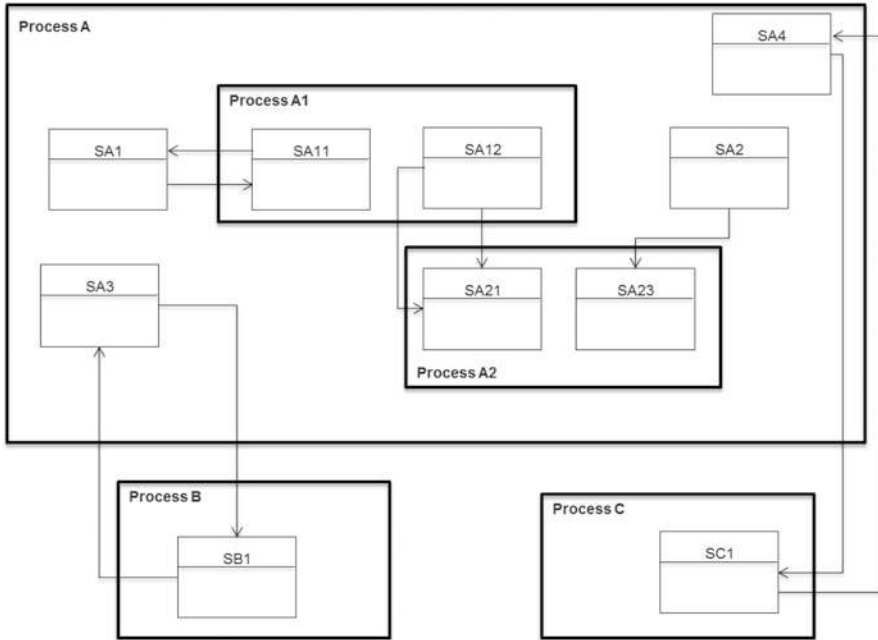 Process A
SA4
Process A1
SA1
SA11
SA12
SA2
SA3
SA21
SA23
Process A2
Process B
Process C
SB1
SC1